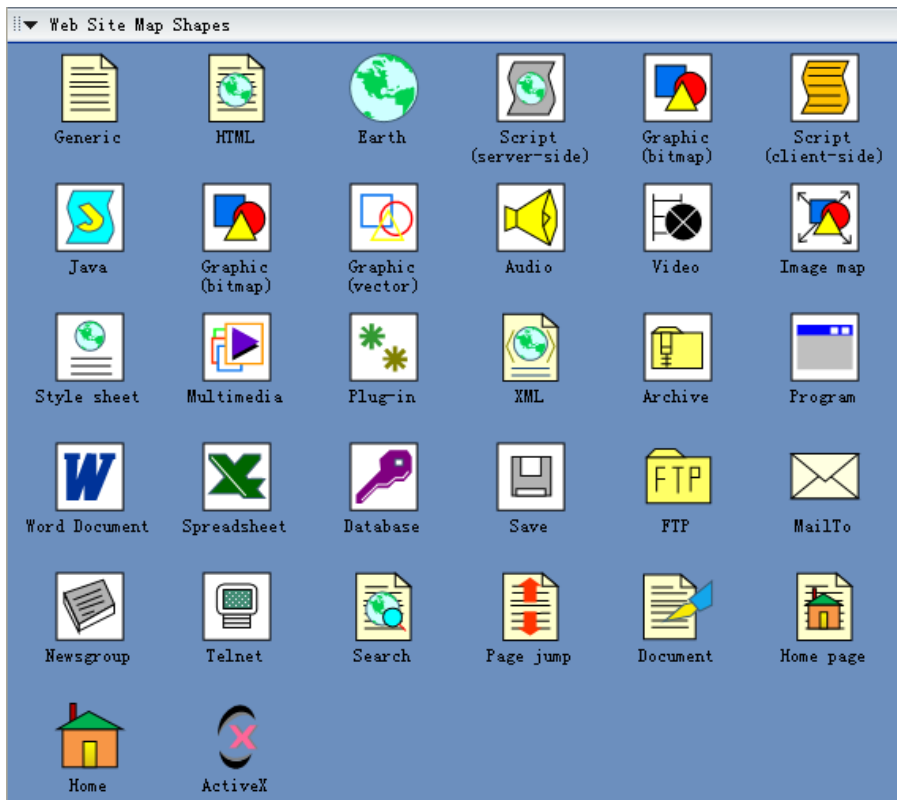 Web Site Map Shapes
Generic
HTML
Earth
Script
(server-side)
Graphic
(bitmap)
Script
(client-side)
Java
Graphic
(bitmap)
Graphic
(vector)
Audio
Video
Image map
Style sheet
Multimedia
Plug-in
XML
Archive
Program
W
X
FTP
Word Document
Spreadsheet
Database
Save
FTP
MailTo
Newsgroup
Telnet
Search
Page jump
Document
Home page
X
Home
ActiveX